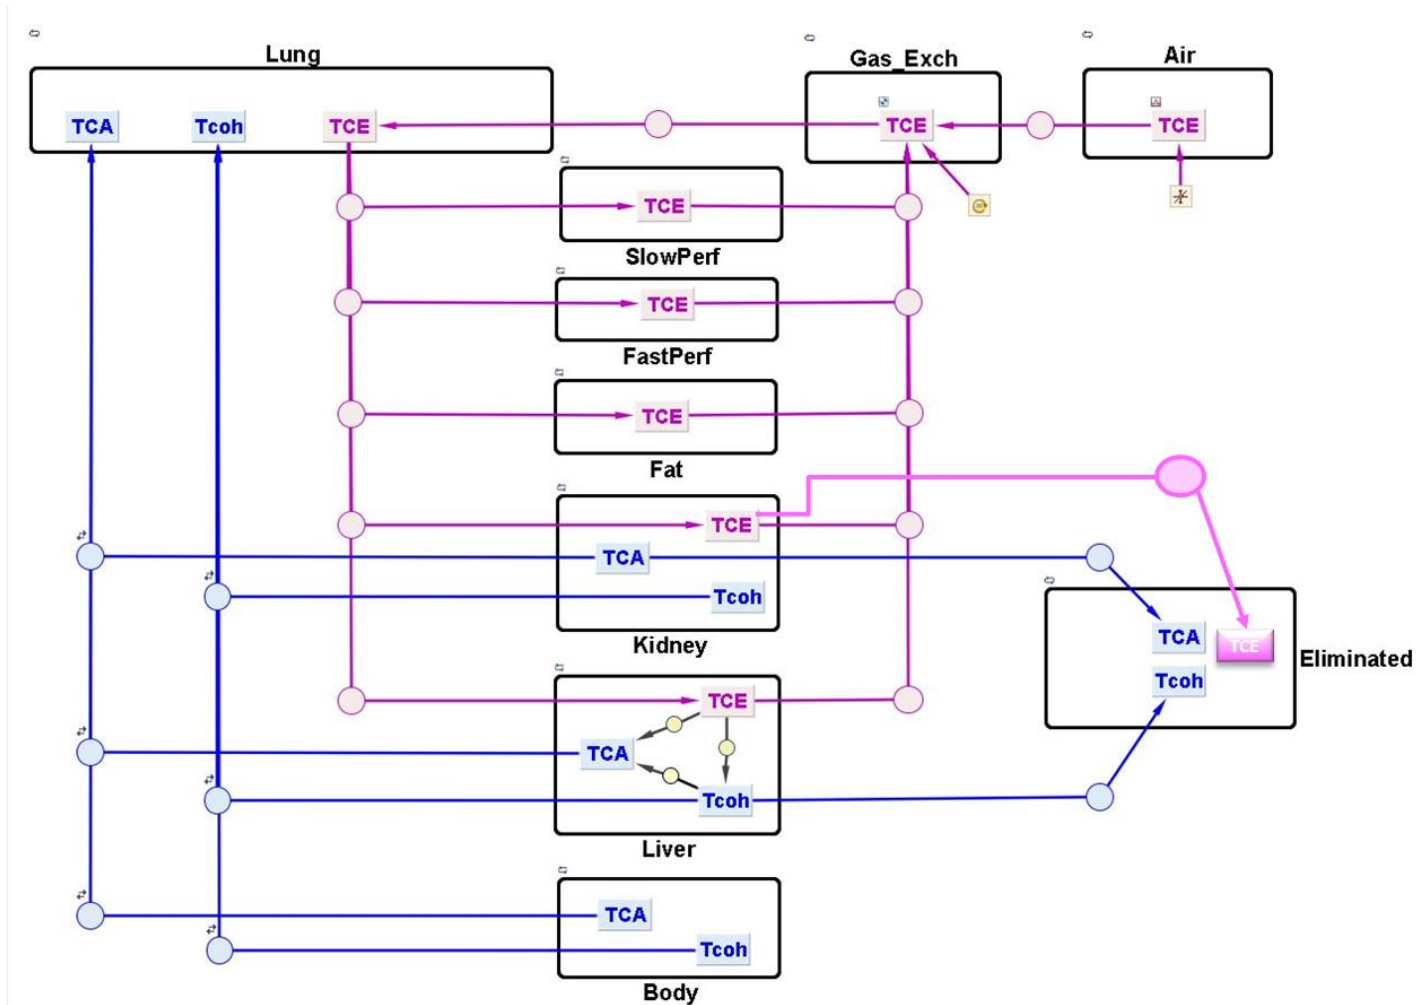 Lung
Gas_Exch
Air
TCA
Tcoh
TCE
TCE
TCE
TCE
SlowPerf
TCE
FastPerf
TCE
Fat
TCE
TCA
Tcoh
Kidney
TCA
TCE
Tcoh
Eliminated
TCE
TCA
Tcoh
Liver
TCA
Tcoh
Body